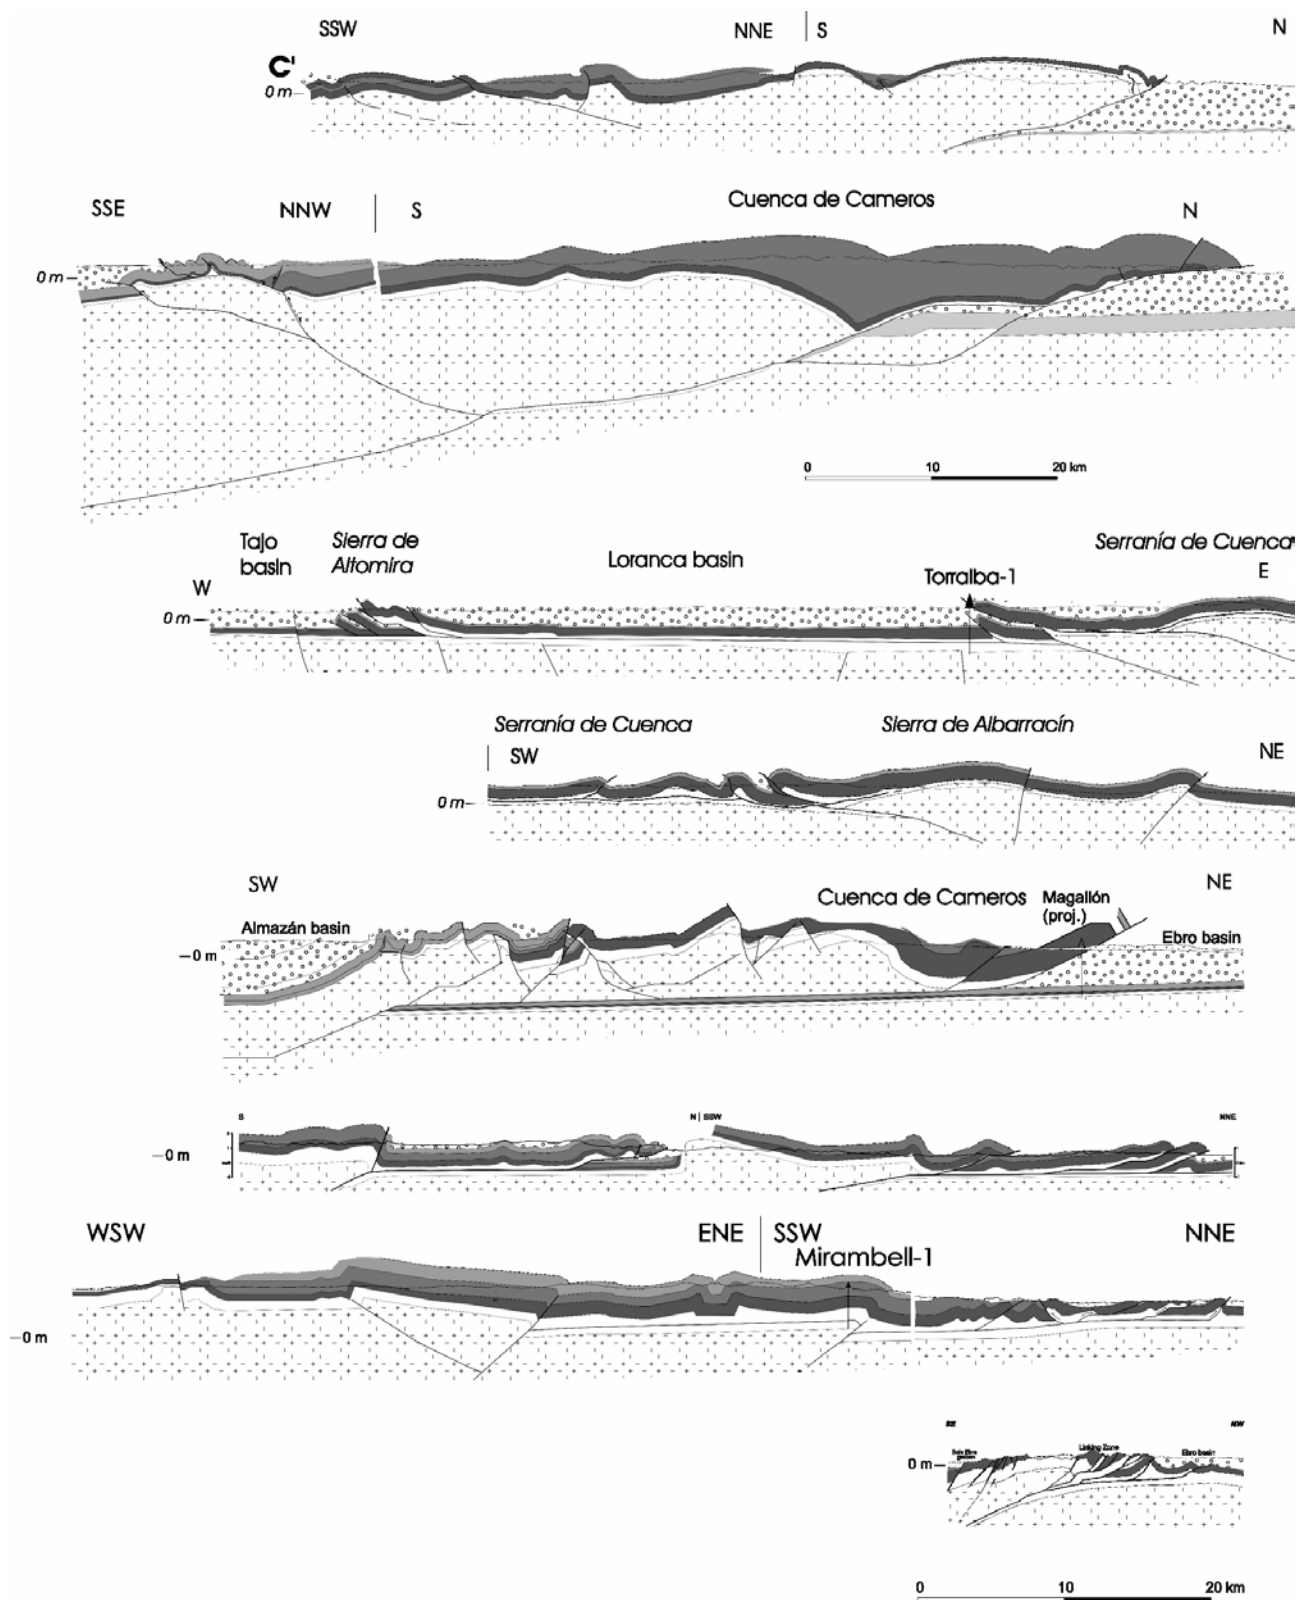 SSW NNE S N
C'
0 m
Cuenca de Cameros
SSE NNW S N
0 m
0 10 20 km
Tajo basin
Sierra de Altomira
Loranca basin
Serranía de Cuenca
W Torralba-1 E
0 m
Serranía de Cuenca Sierra de Albarracín
SW NE
0 m
SW Cuenca de Cameros Magallón (proj.) NE
Almazán basin Ebro basin
0 m
S N SSW NNE
0 m
WSW ENE SSW NNE
Mirambell-1
0 m
SE NW
Linking Zone Ebro basin
0 m
0 10 20 km